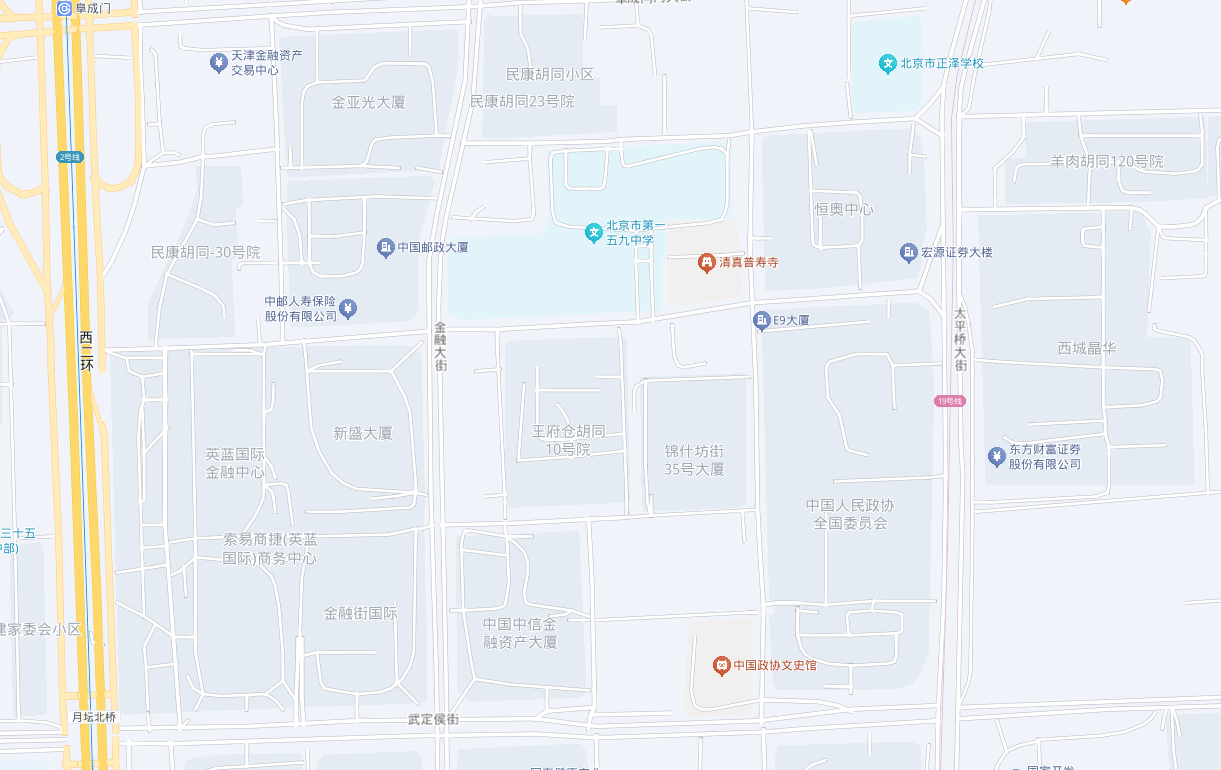 阜成门
天津金融资产
交易中心
民康胡同小区
北京市正泽学校
金亚光大厦
民康胡同23号院
2号线
羊肉胡同120号院
恒奥中心
北京市第一
五九中学
中国邮政大厦
民康胡同-30号院
宏源证券大楼
清真普寿寺
中邮人寿保险
股份有限公司
E9大厦
金融大街
太平桥大街
西二环
西城晶华
19号线
新盛大厦
王府仓胡同
10号院
英蓝国际
金融中心
锦什坊街
35号大厦
东方财富证券
股份有限公司
中国人民政协
全国委员会
三十五
中部)
索易商捷(英蓝
国际)商务中心
金融街国际
中国中信金
融资产大厦
建家委会小区
中国政协文史馆
月坛北桥
武定侯街